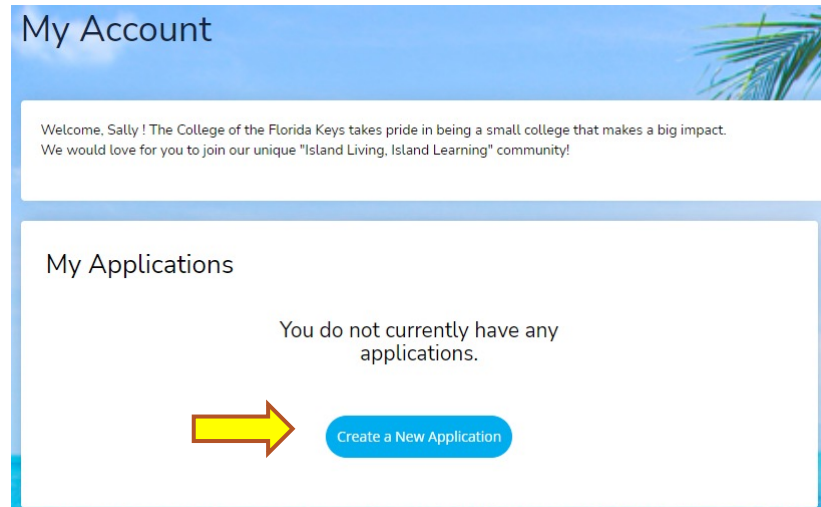 My Account
Welcome, Sally ! The College of the Florida Keys takes pride in being a small college that makes a big impact.
We would love for you to join our unique "Island Living, Island Learning" community!
My Applications
You do not currently have any
applications.
Create a New Application